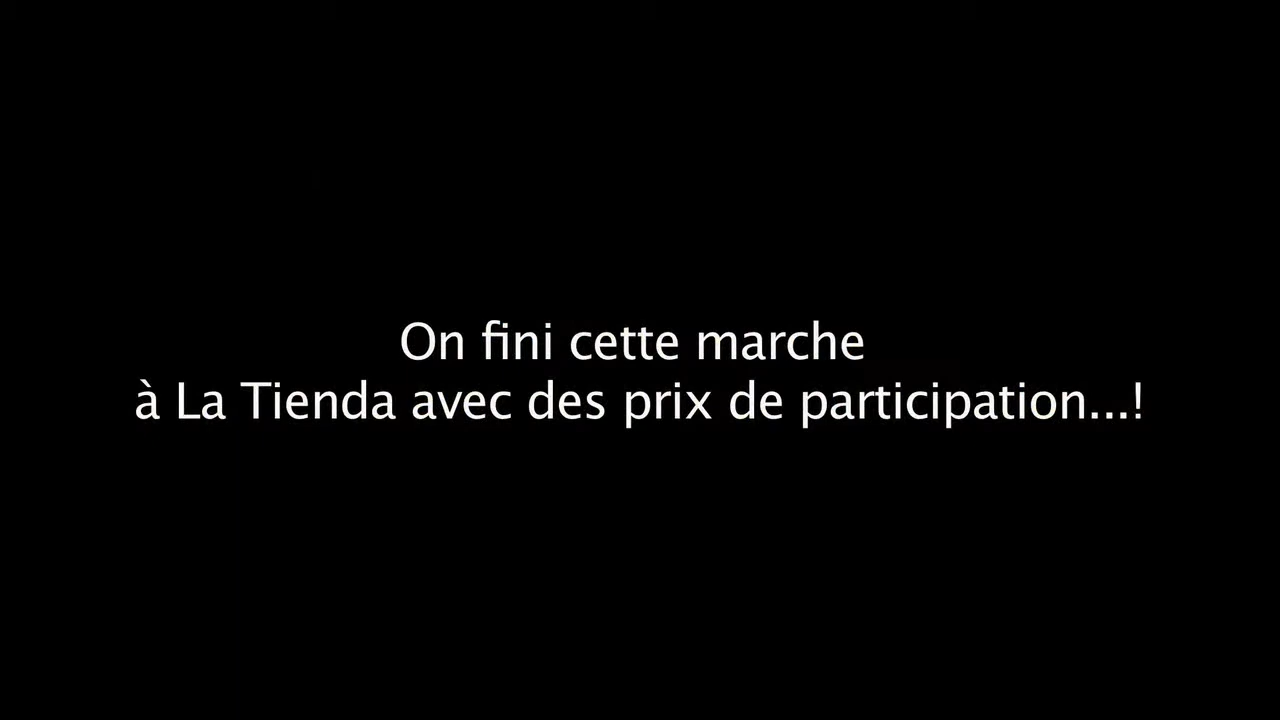 On fini cette marche
à La Tienda avec des prix de participation...!